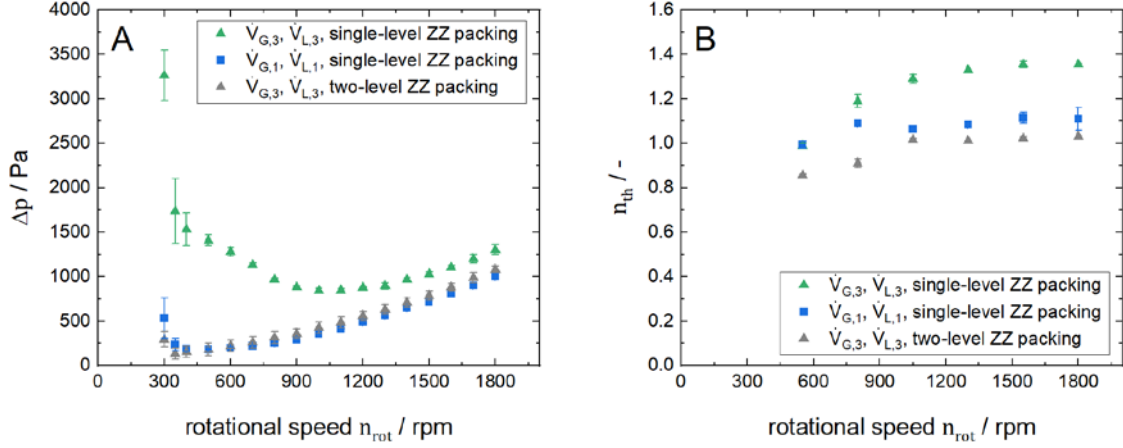 A
V̇G,3, V̇L,3, single-level ZZ packing
V̇G,1, V̇L,1, single-level ZZ packing
V̇G,3, V̇L,3, two-level ZZ packing
4000
3500
3000
2500
2000
1500
1000
500
0
Δp / Pa
0 300 600 900 1200 1500 1800
rotational speed nrot / rpm
B
1.6
1.4
1.2
1.0
0.8
0.6
0.4
0.2
0.0
nth / -
V̇G,3, V̇L,3, single-level ZZ packing
V̇G,1, V̇L,1, single-level ZZ packing
V̇G,3, V̇L,3, two-level ZZ packing
0 300 600 900 1200 1500 1800
rotational speed nrot / rpm